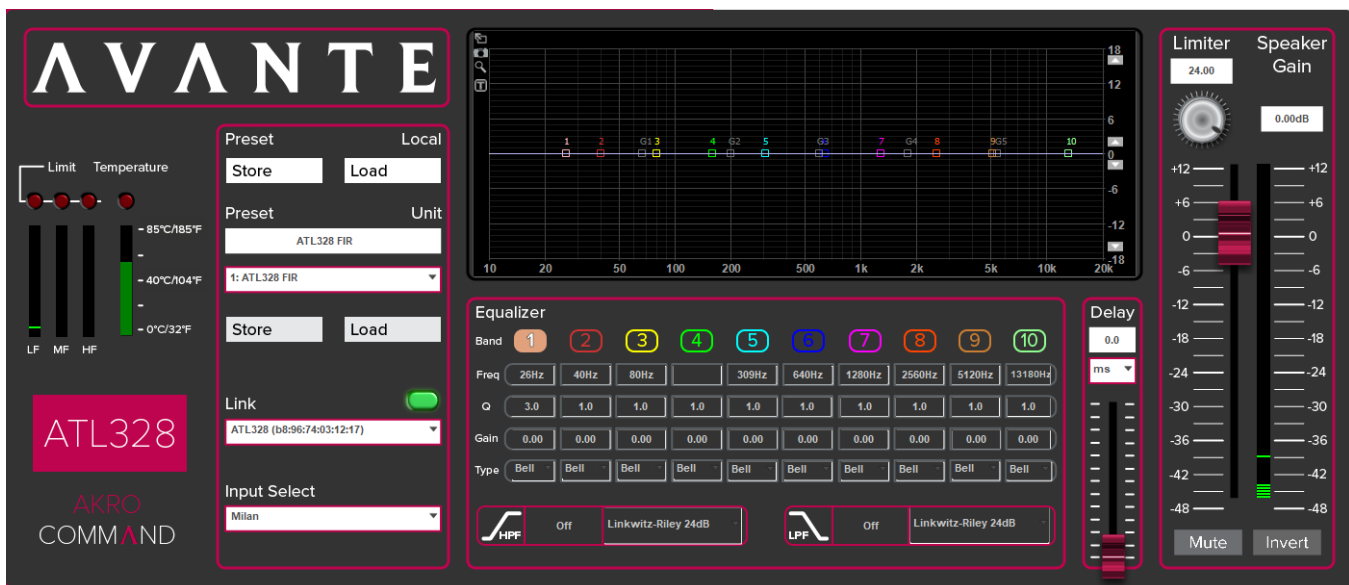 AVANTE
Limit Temperature
85°C/185°F
40°C/104°F
0°C/32°F
LF MF HF
ATL328
AKRO
COMMAND
Preset Local
Store Load
Preset Unit
ATL328 FIR
1: ATL328 FIR
Store Load
Link
ATL328 (b8:96:74:03:12:17)
Input Select
Milan
T
18
12
6
0
-6
-12
-18
1 2 G1 3 4 G2 5 G3 7 G4 8 9G5 10
10 20 50 100 200 500 1k 2k 5k 10k 20k
Equalizer
Band 1 2 3 4 5 6 7 8 9 10
Freq 26Hz 40Hz 80Hz 309Hz 640Hz 1280Hz 2560Hz 5120Hz 13180Hz
Q 3.0 1.0 1.0 1.0 1.0 1.0 1.0 1.0 1.0 1.0
Gain 0.00 0.00 0.00 0.00 0.00 0.00 0.00 0.00 0.00 0.00
Type Bell Bell Bell Bell Bell Bell Bell Bell Bell Bell
HPF Off Linkwitz-Riley 24dB LPF Off Linkwitz-Riley 24dB
Delay
0.0
ms
Limiter Speaker
Gain
24.00
0.00dB
+12 +12
+6 +6
0 0
-6 -6
-12 -12
-18 -18
-24 -24
-30 -30
-36 -36
-42 -42
-48 -48
Mute Invert